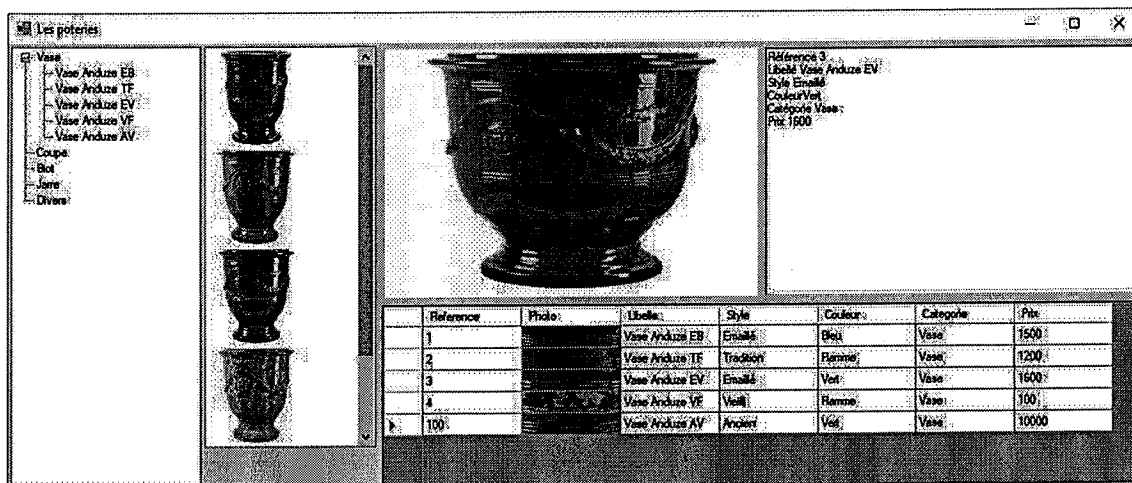 Les poteries
Vase
Vase Anduze EB
Vase Anduze TF
Vase Anduze EV
Vase Anduze VF
Vase Anduze AV
Coupe
Biot
Jarre
Divers
Référence 3
Libellé Vase Anduze EV
Style Emaillé
CouleurVert
Catégorie Vase
Prix 1600
Reference Photo Libelle Style Couleur Categorie Prix
1 Vase Anduze EB Emaillé Bleu Vase 1500
2 Vase Anduze TF Tradition Flamme Vase 1200
3 Vase Anduze EV Emaillé Vert Vase 1600
4 Vase Anduze VF Vieilli Flamme Vase 100
100 Vase Anduze AV Ancien Vert Vase 10000